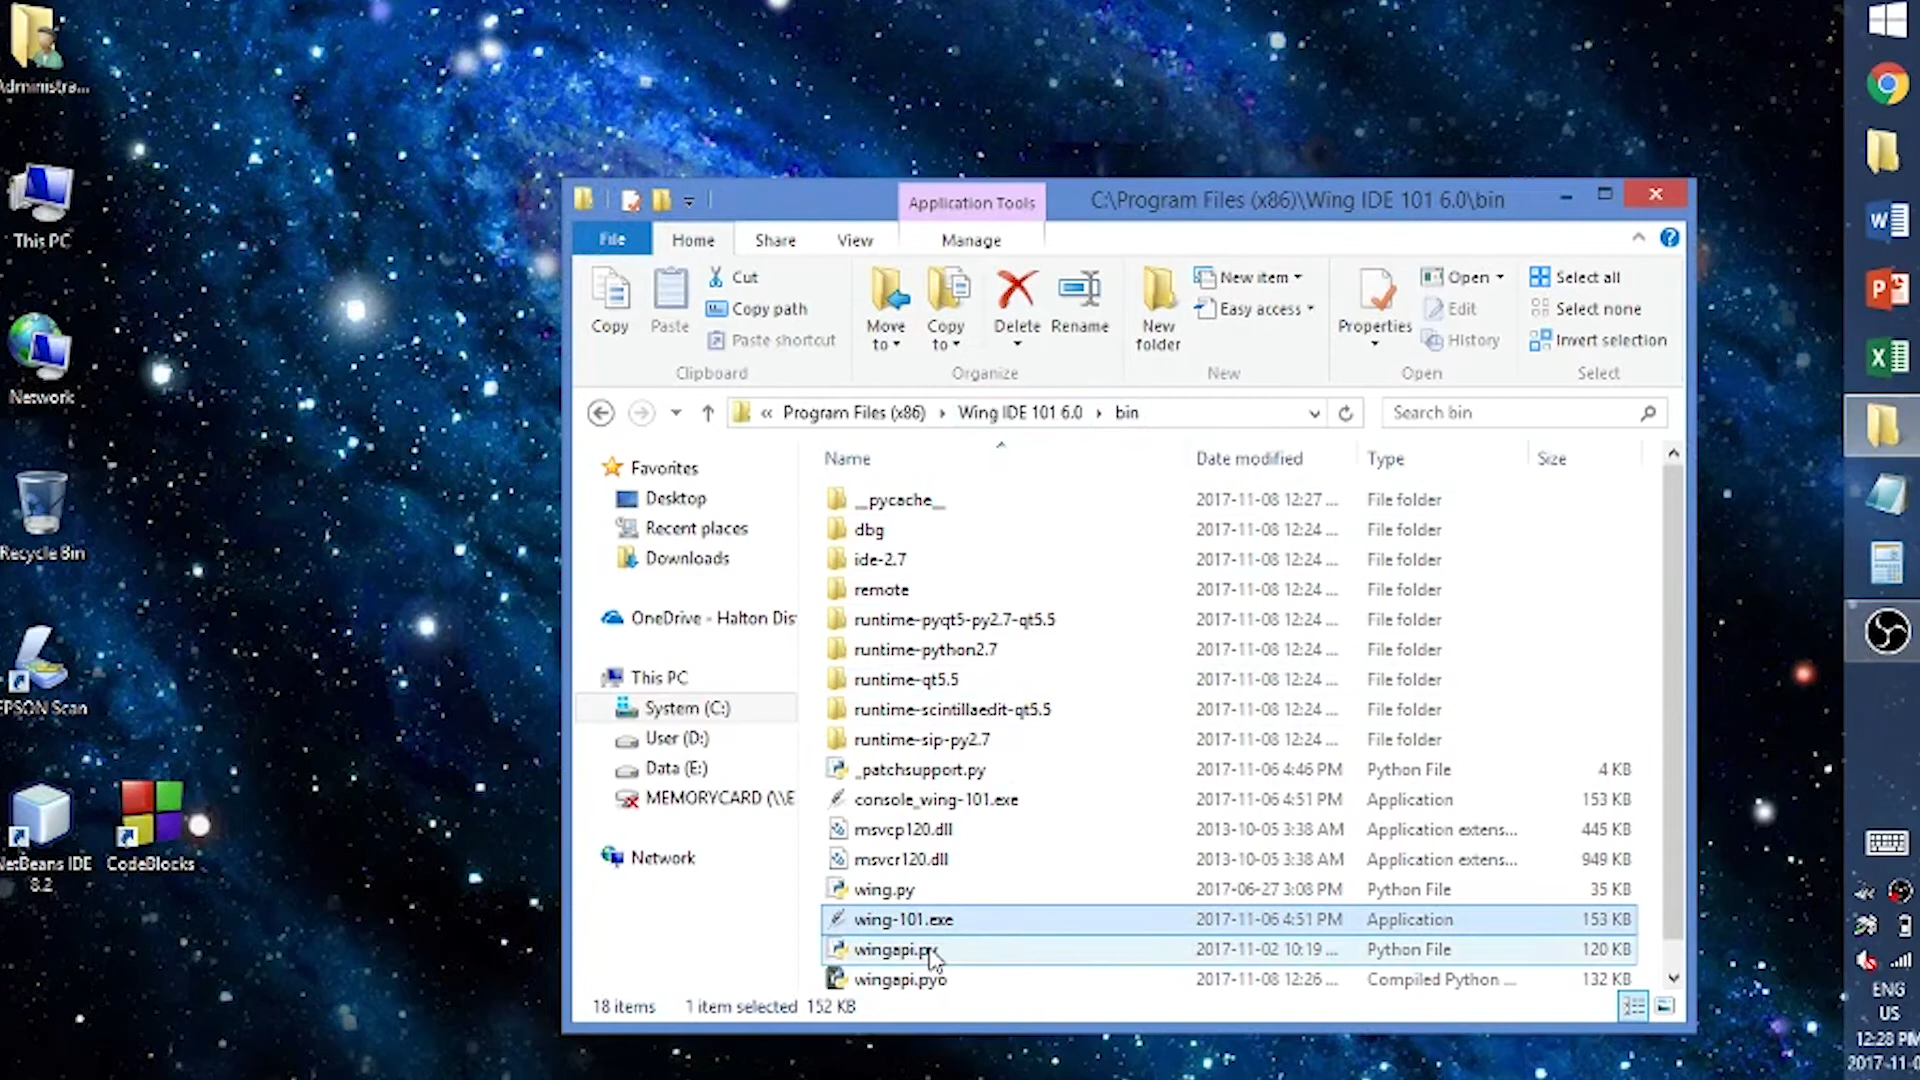 Administra...
This PC
Network
Recycle Bin
EPSON Scan
NetBeans IDE
8.2
CodeBlocks
Application Tools
C:\Program Files (x86)\Wing IDE 101 6.0\bin
File
Home
Share
View
Manage
Copy
Paste
Cut
Copy path
Paste shortcut
Clipboard
Move
to
Copy
to
Delete
Rename
Organize
New
folder
New item
Easy access
New
Properties
Open
Edit
History
Open
Select all
Select none
Invert selection
Select
« Program Files (x86) › Wing IDE 101 6.0 › bin
Search bin
Favorites
Desktop
Recent places
Downloads
OneDrive - Halton Dis
This PC
System (C:)
User (D:)
Data (E:)
MEMORYCARD (\\E
Network
Name Date modified Type Size
__pycache__ 2017-11-08 12:27 ... File folder
dbg 2017-11-08 12:24 ... File folder
ide-2.7 2017-11-08 12:24 ... File folder
remote 2017-11-08 12:24 ... File folder
runtime-pyqt5-py2.7-qt5.5 2017-11-08 12:24 ... File folder
runtime-python2.7 2017-11-08 12:24 ... File folder
runtime-qt5.5 2017-11-08 12:24 ... File folder
runtime-scintillaedit-qt5.5 2017-11-08 12:24 ... File folder
runtime-sip-py2.7 2017-11-08 12:24 ... File folder
_patchsupport.py 2017-11-06 4:46 PM Python File 4 KB
console_wing-101.exe 2017-11-06 4:51 PM Application 153 KB
msvcp120.dll 2013-10-05 3:38 AM Application extens... 445 KB
msvcr120.dll 2013-10-05 3:38 AM Application extens... 949 KB
wing.py 2017-06-27 3:08 PM Python File 35 KB
wing-101.exe 2017-11-06 4:51 PM Application 153 KB
wingapi.py 2017-11-02 10:19 ... Python File 120 KB
wingapi.pyo 2017-11-08 12:26 ... Compiled Python ... 132 KB
18 items 1 item selected 152 KB
ENG
US
12:28 PM
2017-11-0